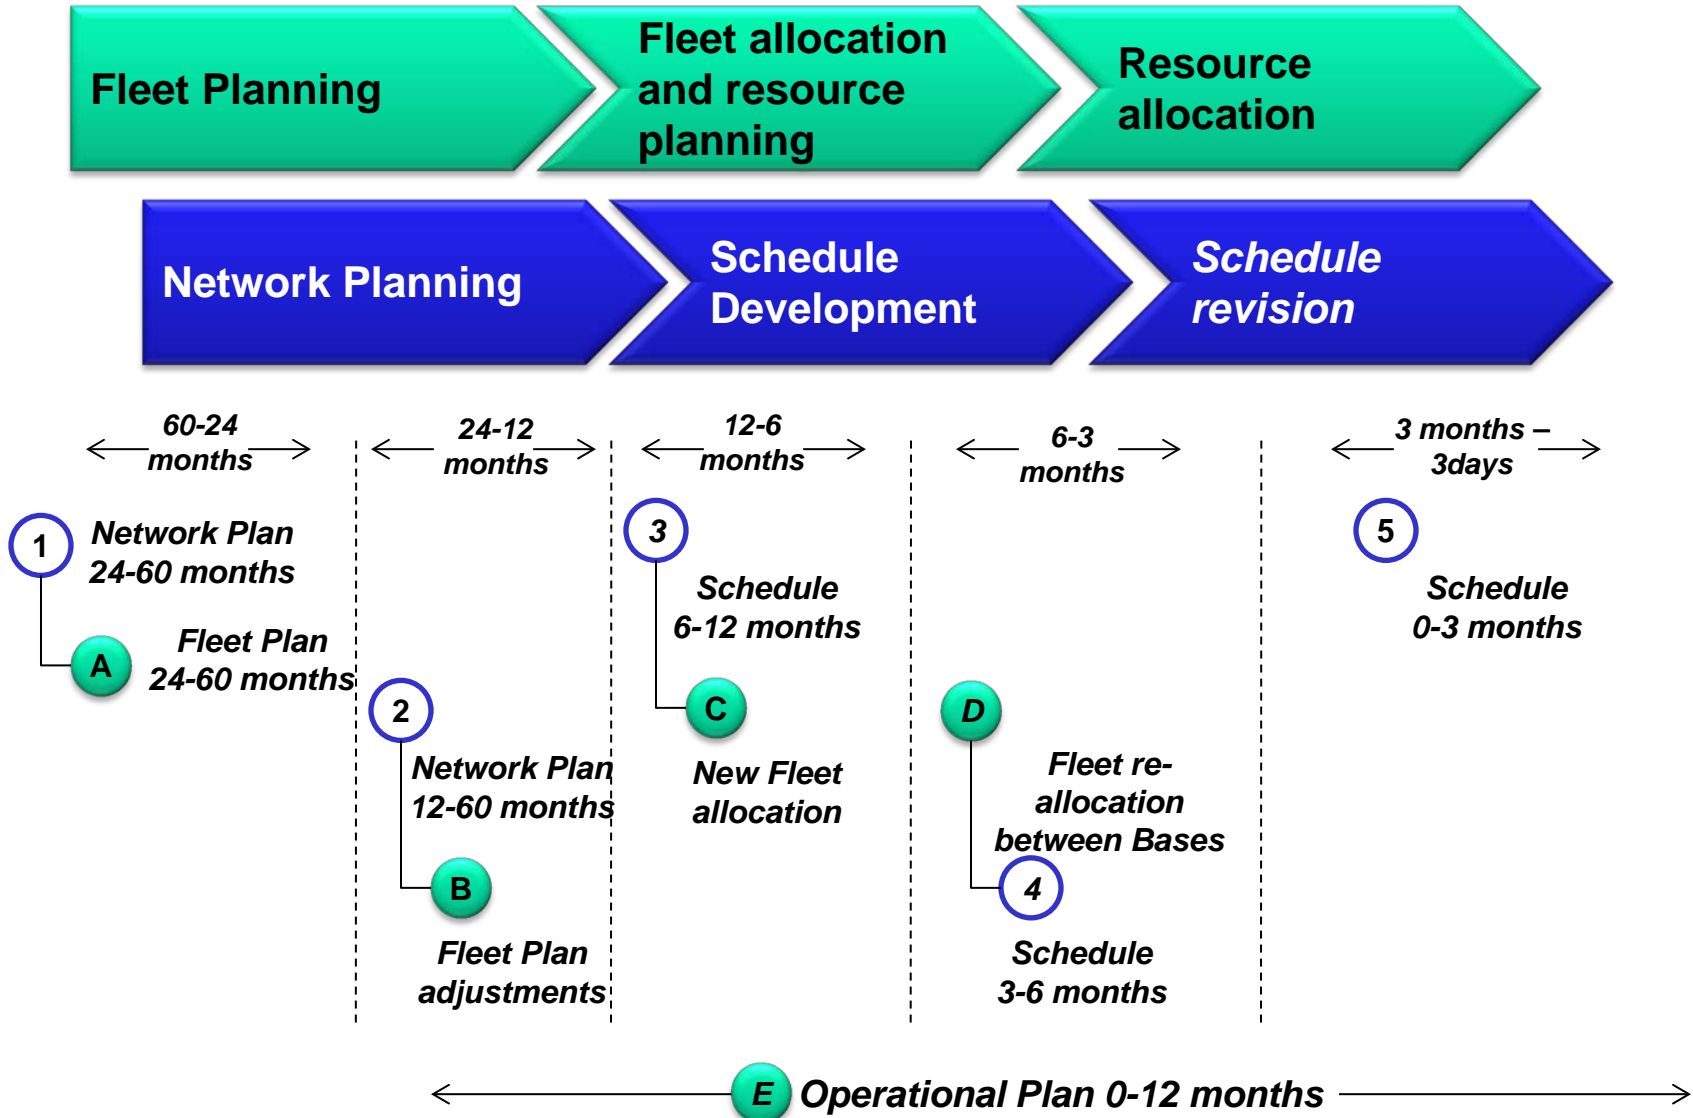 Fleet Planning
Fleet allocation
and resource
planning
Resource
allocation
Network Planning
Schedule
Development
Schedule
revision
60-24
months
24-12
months
12-6
months
6-3
months
3 months –
3days
1
Network Plan
24-60 months
A
Fleet Plan
24-60 months
2
Network Plan
12-60 months
B
Fleet Plan
adjustments
3
Schedule
6-12 months
C
New Fleet
allocation
D
Fleet re-
allocation
between Bases
4
Schedule
3-6 months
5
Schedule
0-3 months
E
Operational Plan 0-12 months